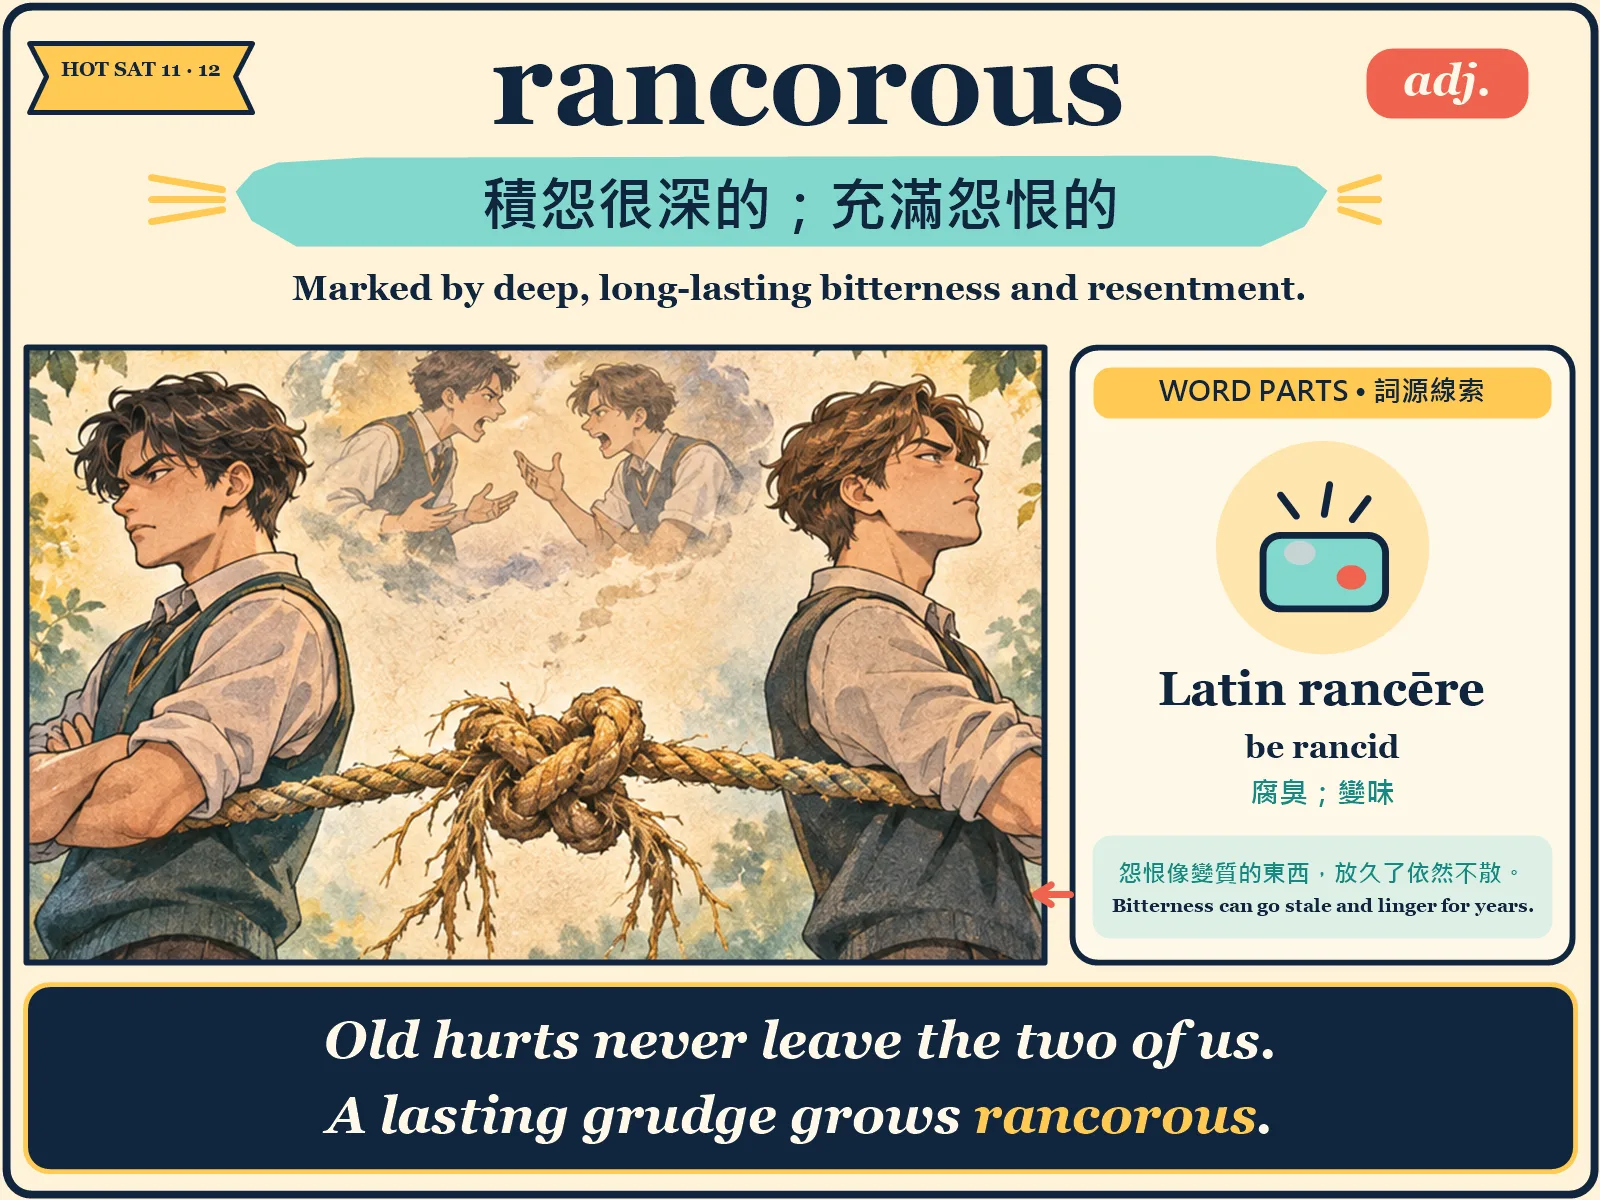 HOT SAT 11 · 12
rancorous
adj.
積怨很深的；充滿怨恨的
Marked by deep, long-lasting bitterness and resentment.
WORD PARTS • 詞源線索
Latin rancēre
be rancid
腐臭；變味
怨恨像變質的東西，放久了依然不散。
Bitterness can go stale and linger for years.
Old hurts never leave the two of us.
A lasting grudge grows rancorous.